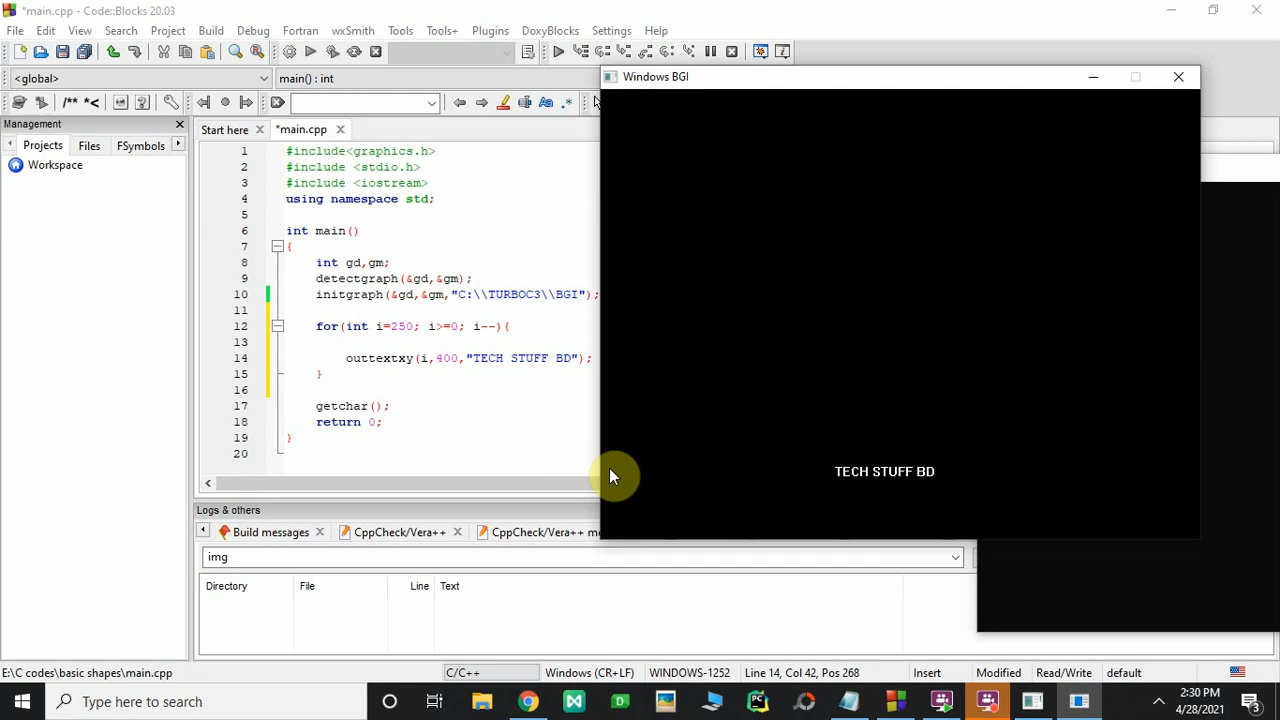 *main.cpp - Code::Blocks 20.03
File Edit View Search Project Build Debug Fortran wxSmith Tools Tools+ Plugins DoxyBlocks Settings Help
<global> main() : int
/** *<
Management
Projects Files FSymbols
Workspace
Start here *main.cpp
1 #include<graphics.h>
2 #include <stdio.h>
3 #include <iostream>
4 using namespace std;
5
6 int main()
7 {
8 int gd,gm;
9 detectgraph(&gd,&gm);
10 initgraph(&gd,&gm,"C:\\TURBOC3\\BGI");
11
12 for(int i=250; i>=0; i--){
13
14 outtextxy(i,400,"TECH STUFF BD");
15 }
16
17 getchar();
18 return 0;
19 }
20
Windows BGI
TECH STUFF BD
Logs & others
Build messages CppCheck/Vera++ CppCheck/Vera++ me
img
Directory File Line Text
E:\C codes\basic shapes\main.cpp C/C++ Windows (CR+LF) WINDOWS-1252 Line 14, Col 42, Pos 268 Insert Modified Read/Write default
Type here to search
2:30 PM
4/28/2021
3